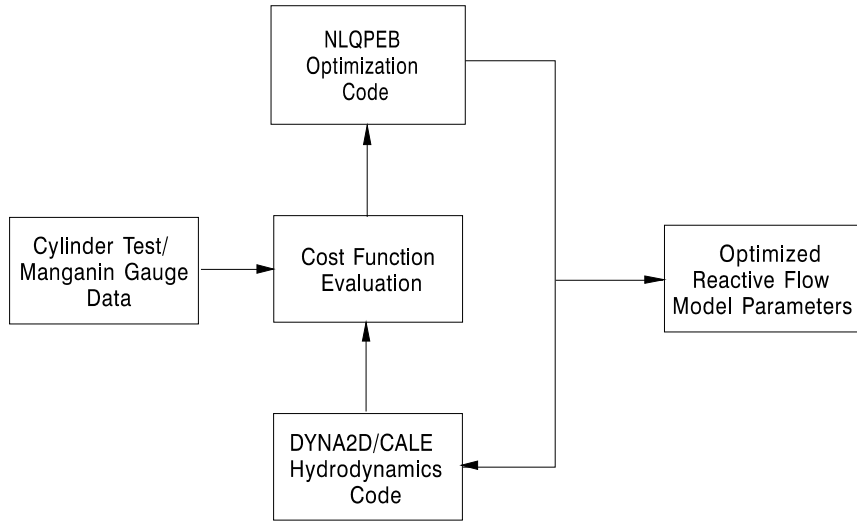 NLQPEB
Optimization
Code
Cylinder Test/
Manganin Gauge
Data
Cost Function
Evaluation
Optimized
Reactive Flow
Model Parameters
DYNA2D/CALE
Hydrodynamics
Code